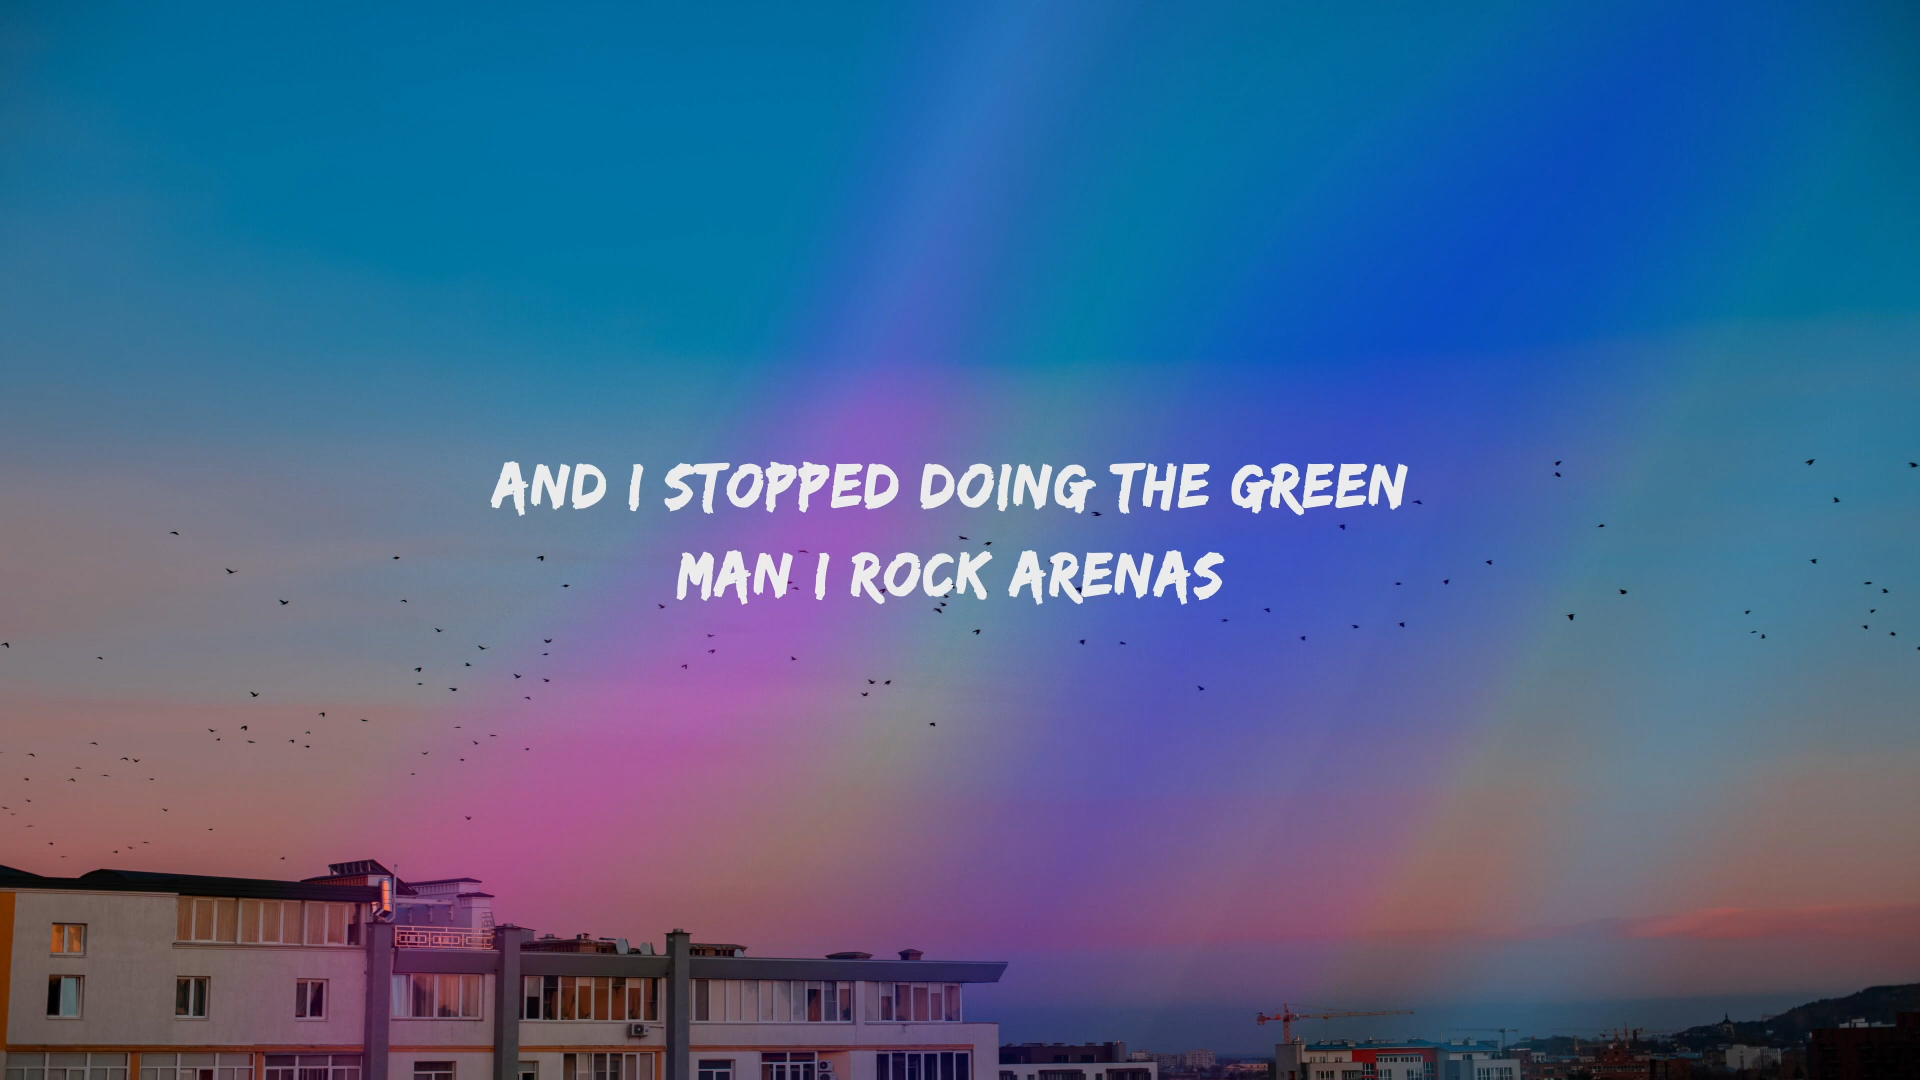 AND I STOPPED DOING THE GREEN
MAN I ROCK ARENAS